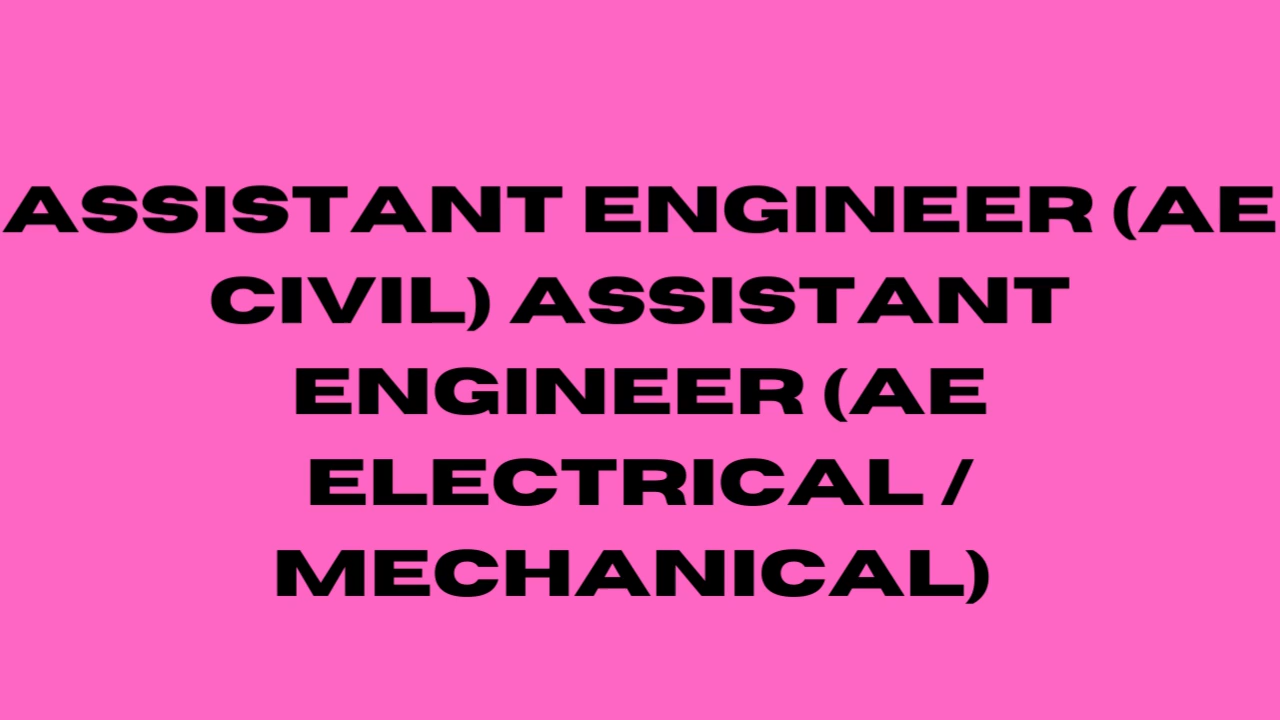 ASSISTANT ENGINEER (AE
CIVIL) ASSISTANT
ENGINEER (AE
ELECTRICAL /
MECHANICAL)